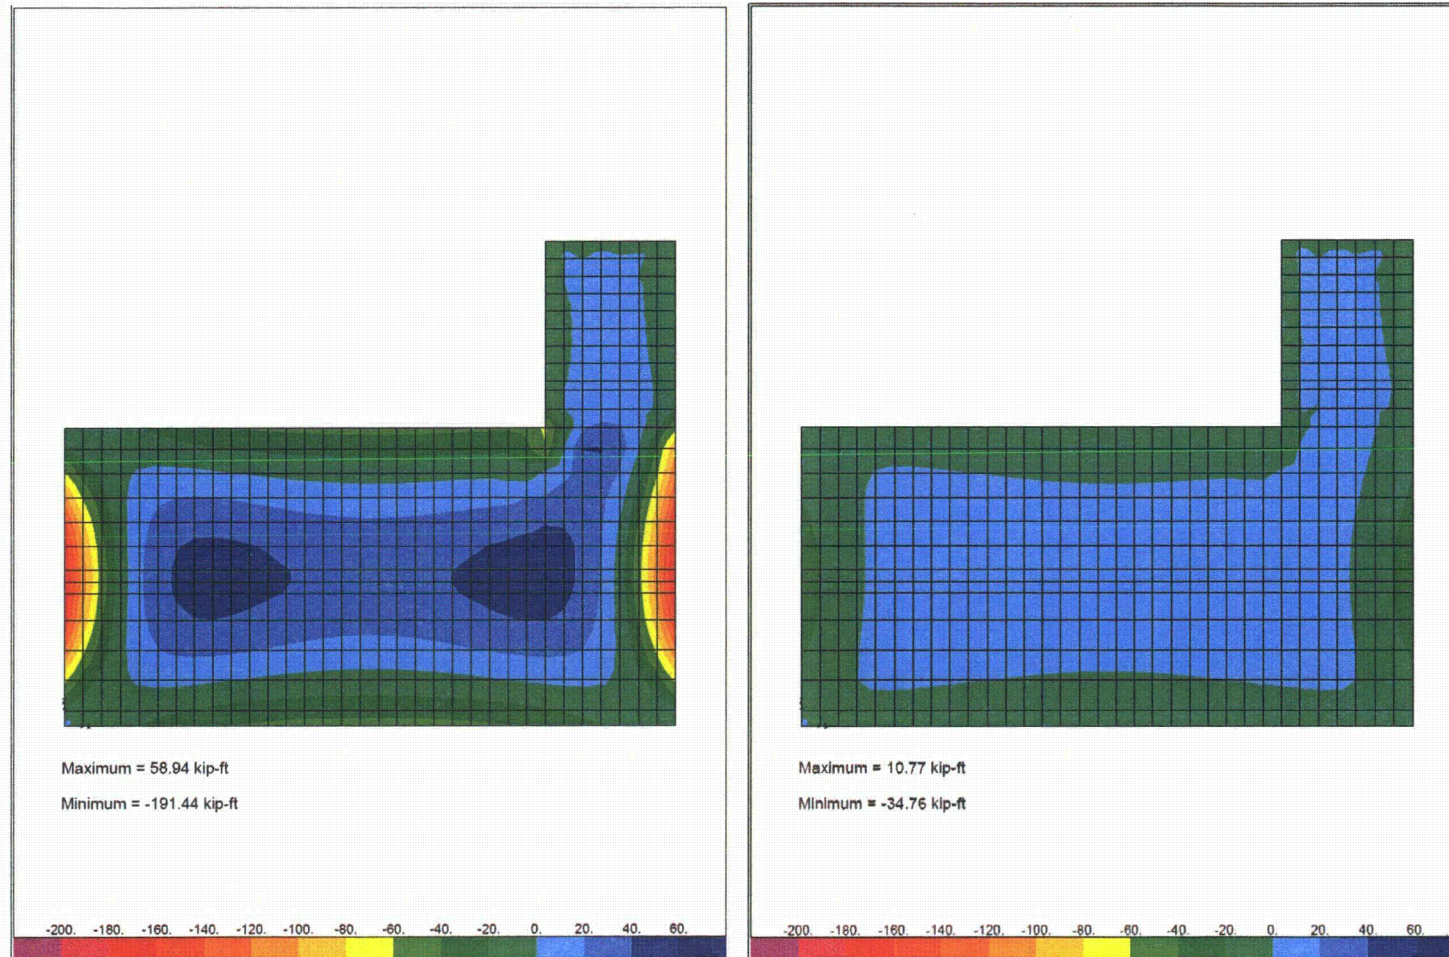 Maximum = 58.94 kip-ft
Minimum = -191.44 kip-ft
-200. -180. -160. -140. -120. -100. -80. -60. -40. -20. 0. 20. 40. 60.
Maximum = 10.77 kip-ft
Minimum = -34.76 kip-ft
-200. -180. -160. -140. -120. -100. -80. -60. -40. -20. 0. 20. 40. 60.